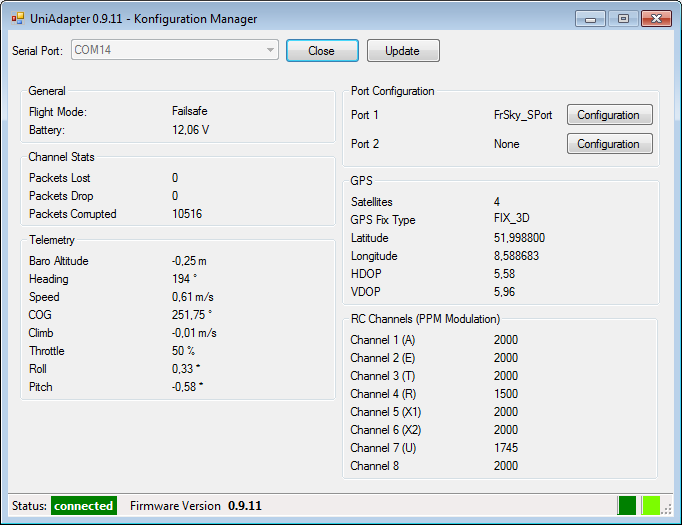 UniAdapter 0.9.11 - Konfiguration Manager
Serial Port: COM14 Close Update
General
Flight Mode: Failsafe
Battery: 12,06 V
Channel Stats
Packets Lost 0
Packets Drop 0
Packets Corrupted 10516
Telemetry
Baro Altitude -0,25 m
Heading 194 °
Speed 0,61 m/s
COG 251,75 °
Climb -0,01 m/s
Throttle 50 %
Roll 0,33 °
Pitch -0,58 °
Port Configuration
Port 1 FrSky_SPort Configuration
Port 2 None Configuration
GPS
Satellites 4
GPS Fix Type FIX_3D
Latitude 51,998800
Longitude 8,588683
HDOP 5,58
VDOP 5,96
RC Channels (PPM Modulation)
Channel 1 (A) 2000
Channel 2 (E) 2000
Channel 3 (T) 2000
Channel 4 (R) 1500
Channel 5 (X1) 2000
Channel 6 (X2) 2000
Channel 7 (U) 1745
Channel 8 2000
Status: connected Firmware Version 0.9.11